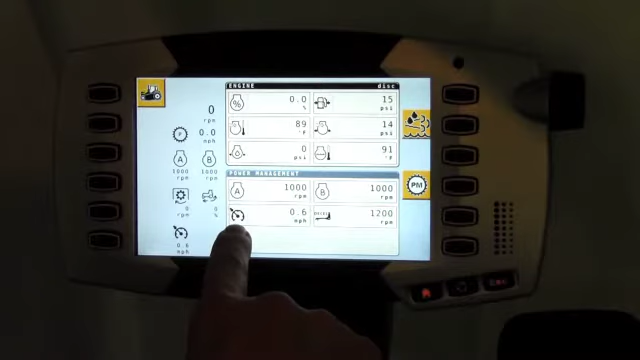 ENGINE disc
0
rpm
0.0
%
15
psi
P
0.0
mph
89
°F
14
psi
A B
0
psi
91
°F
1000
rpm
1000
rpm
POWER MANAGEMENT
PM
A
1000
rpm
B
1000
rpm
0
rpm
0
%
0.6
mph
1200
rpm
0.6
mph